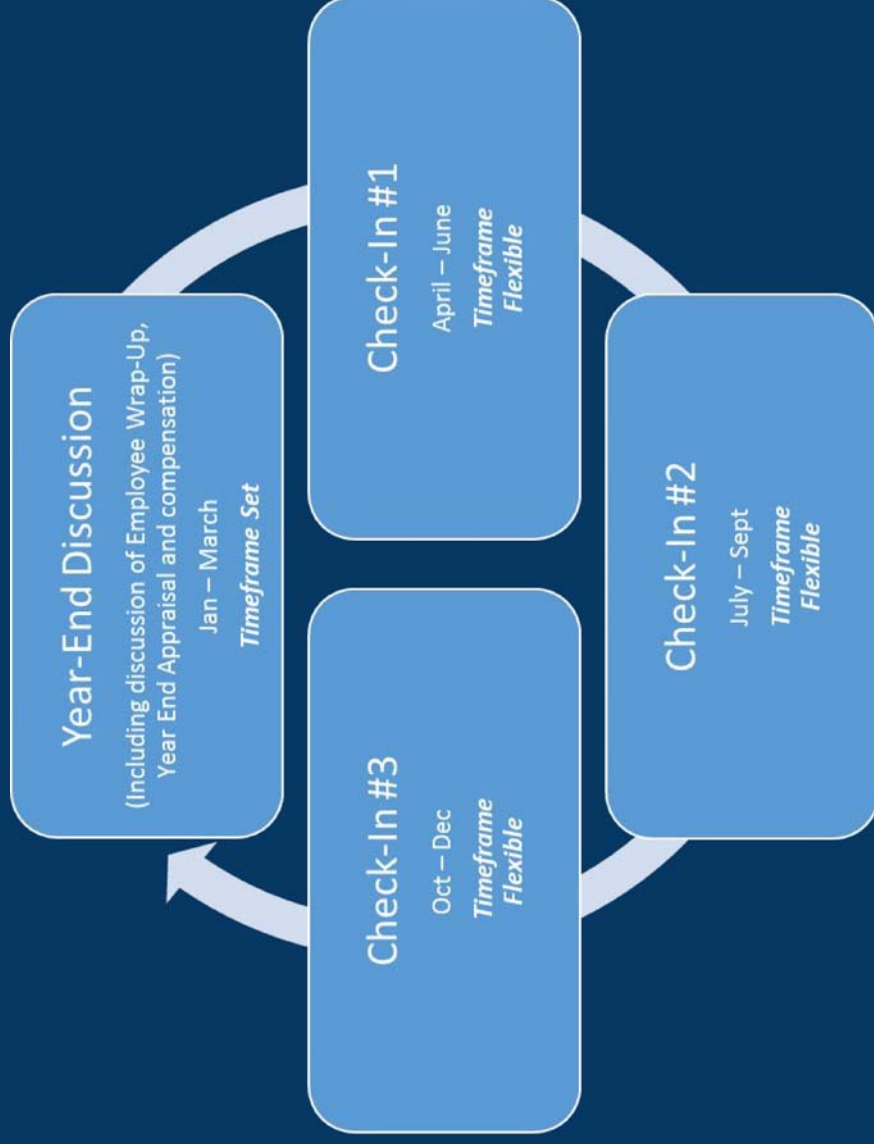 Year-End Discussion
(Including discussion of Employee Wrap-Up,
Year End Appraisal and compensation)
Jan – March
Timeframe Set
Check-In #1
April – June
Timeframe
Flexible
Check-In #2
July – Sept
Timeframe
Flexible
Check-In #3
Oct – Dec
Timeframe
Flexible